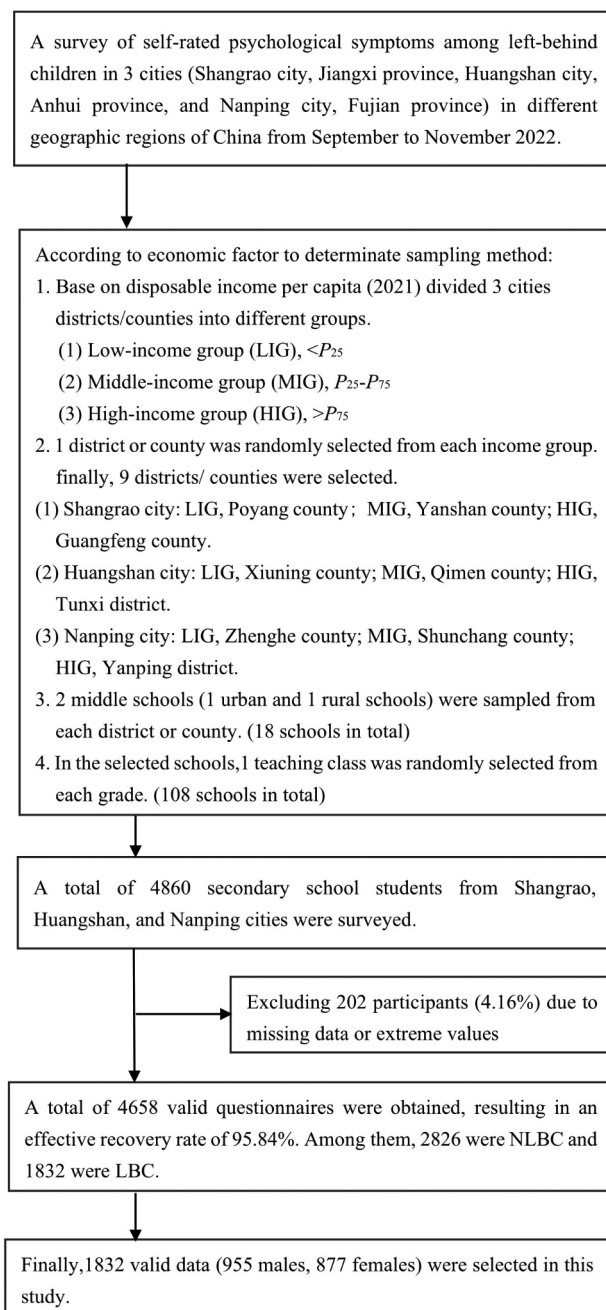 A survey of self-rated psychological symptoms among left-behind
children in 3 cities (Shangrao city, Jiangxi province, Huangshan city,
Anhui province, and Nanping city, Fujian province) in different
geographic regions of China from September to November 2022.
According to economic factor to determinate sampling method:
1. Base on disposable income per capita (2021) divided 3 cities
districts/counties into different groups.
(1) Low-income group (LIG), <P25
(2) Middle-income group (MIG), P25-P75
(3) High-income group (HIG), >P75
2. 1 district or county was randomly selected from each income group.
finally, 9 districts/ counties were selected.
(1) Shangrao city: LIG, Poyang county; MIG, Yanshan county; HIG,
Guangfeng county.
(2) Huangshan city: LIG, Xiuning county; MIG, Qimen county; HIG,
Tunxi district.
(3) Nanping city: LIG, Zhenghe county; MIG, Shunchang county;
HIG, Yanping district.
3. 2 middle schools (1 urban and 1 rural schools) were sampled from
each district or county. (18 schools in total)
4. In the selected schools,1 teaching class was randomly selected from
each grade. (108 schools in total)
A total of 4860 secondary school students from Shangrao,
Huangshan, and Nanping cities were surveyed.
Excluding 202 participants (4.16%) due to
missing data or extreme values
A total of 4658 valid questionnaires were obtained, resulting in an
effective recovery rate of 95.84%. Among them, 2826 were NLBC and
1832 were LBC.
Finally,1832 valid data (955 males, 877 females) were selected in this
study.